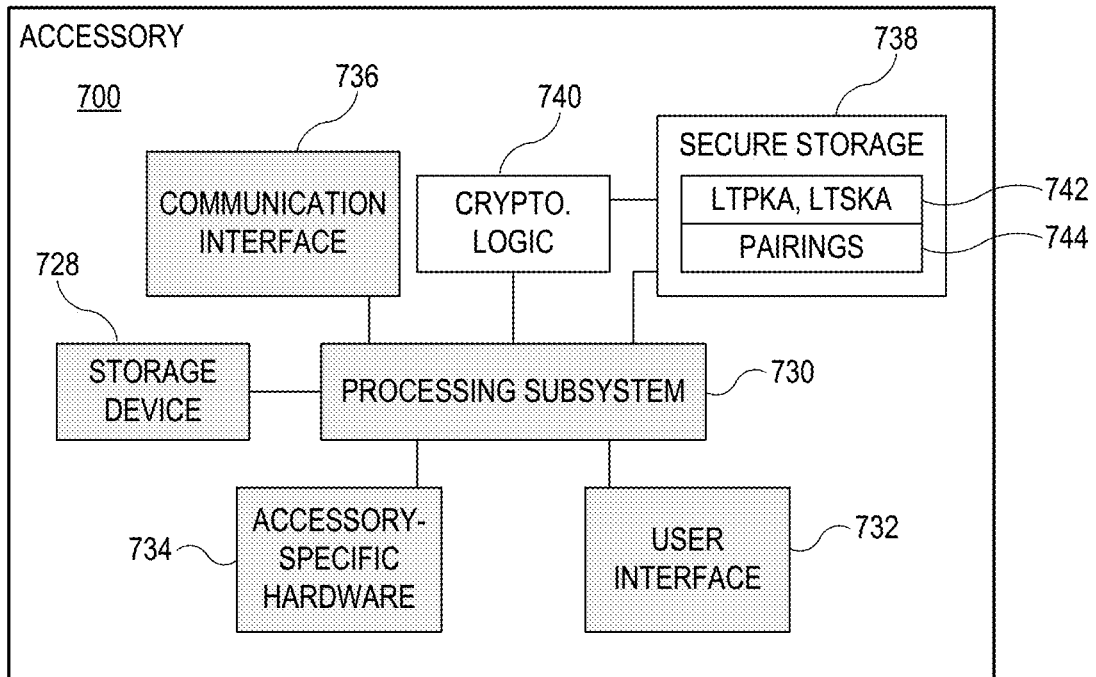 ACCESSORY
700
736
740
738
COMMUNICATION
INTERFACE
CRYPTO.
LOGIC
SECURE STORAGE
LTPKA, LTSKA
742
PAIRINGS
744
728
STORAGE
DEVICE
PROCESSING SUBSYSTEM
730
734
ACCESSORY-
SPECIFIC
HARDWARE
USER
INTERFACE
732